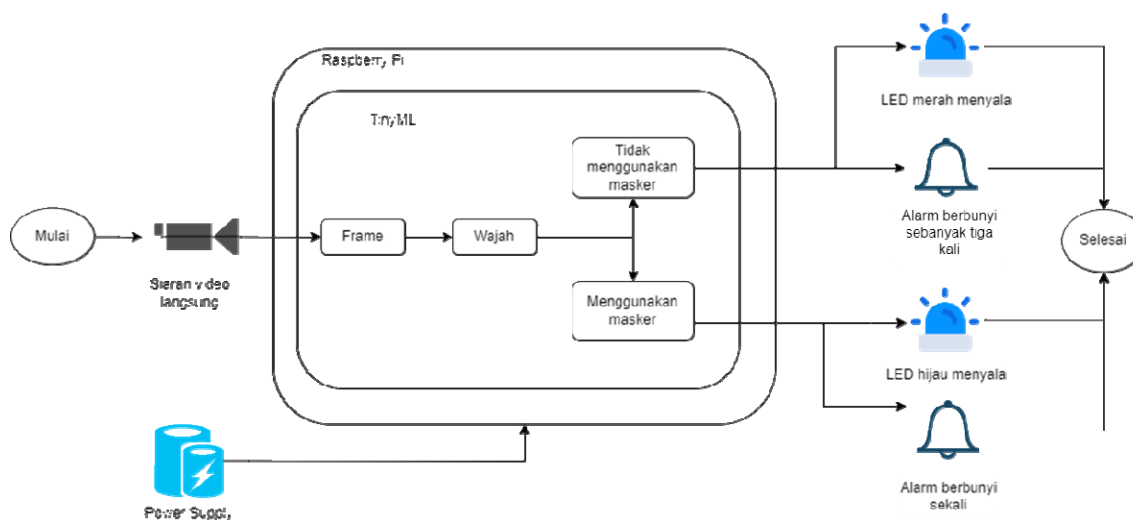 Raspberry Pi
TinyML
Mulai
Siaran video
langsung
Frame
Wajah
Tidak
menggunakan
masker
Menggunakan
masker
LED merah menyala
Alarm berbunyi
sebanyak tiga
kali
LED hijau menyala
Alarm berbunyi
sekali
Selesai
Power Supply